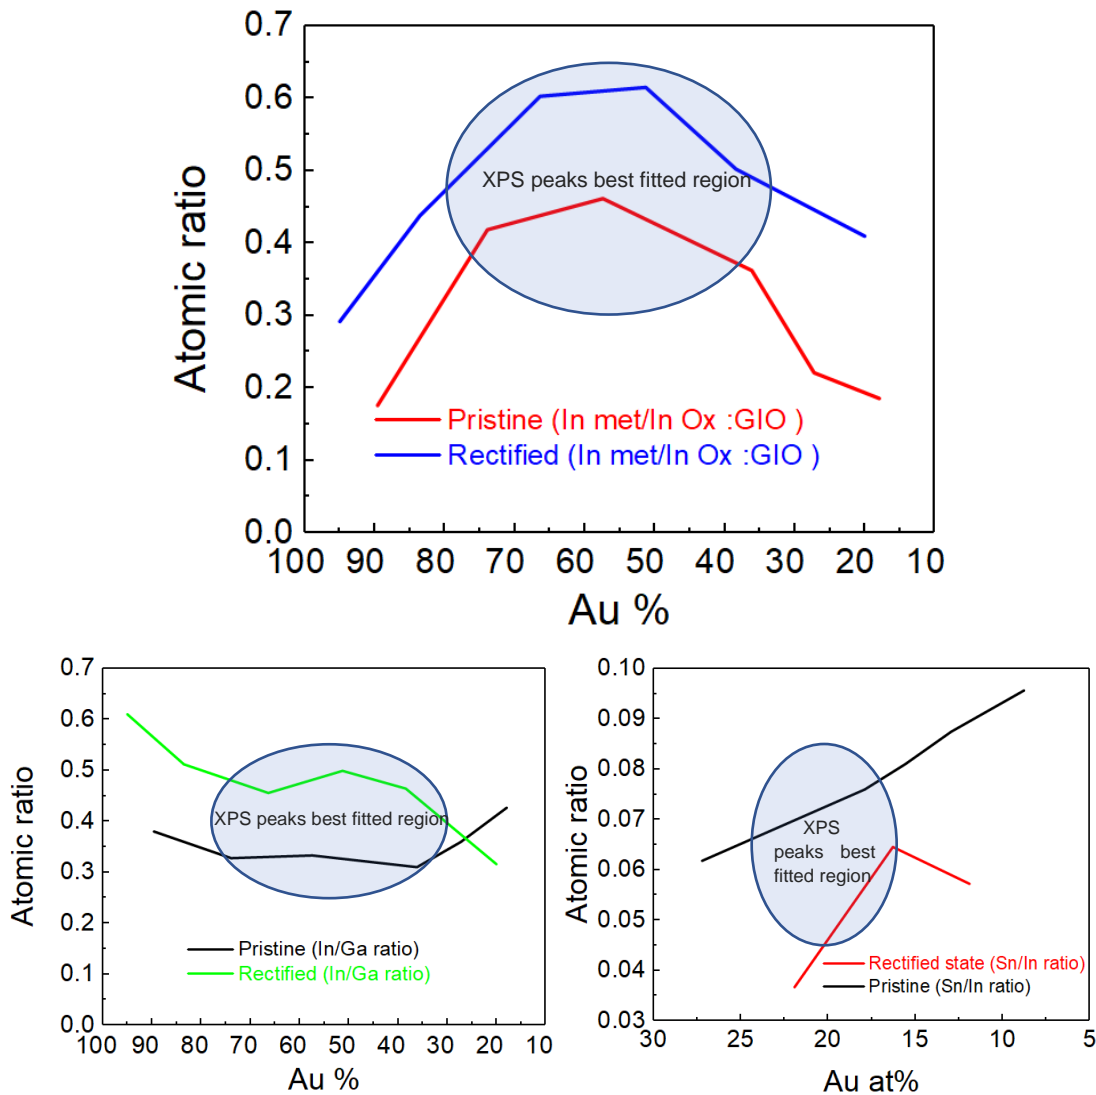 0.7
0.6
0.5
0.4
0.3
0.2
0.1
0.0
Atomic ratio
XPS peaks best fitted region
Pristine (In met/In Ox :GIO )
Rectified (In met/In Ox :GIO )
100 90 80 70 60 50 40 30 20 10
Au %
0.7
0.6
0.5
0.4
0.3
0.2
0.1
0.0
Atomic ratio
XPS peaks best fitted region
Pristine (In/Ga ratio)
Rectified (In/Ga ratio)
100 90 80 70 60 50 40 30 20 10
Au %
0.10
0.09
0.08
0.07
0.06
0.05
0.04
0.03
Atomic ratio
XPS
peaks best
fitted region
Rectified state (Sn/In ratio)
Pristine (Sn/In ratio)
30 25 20 15 10 5
Au at%